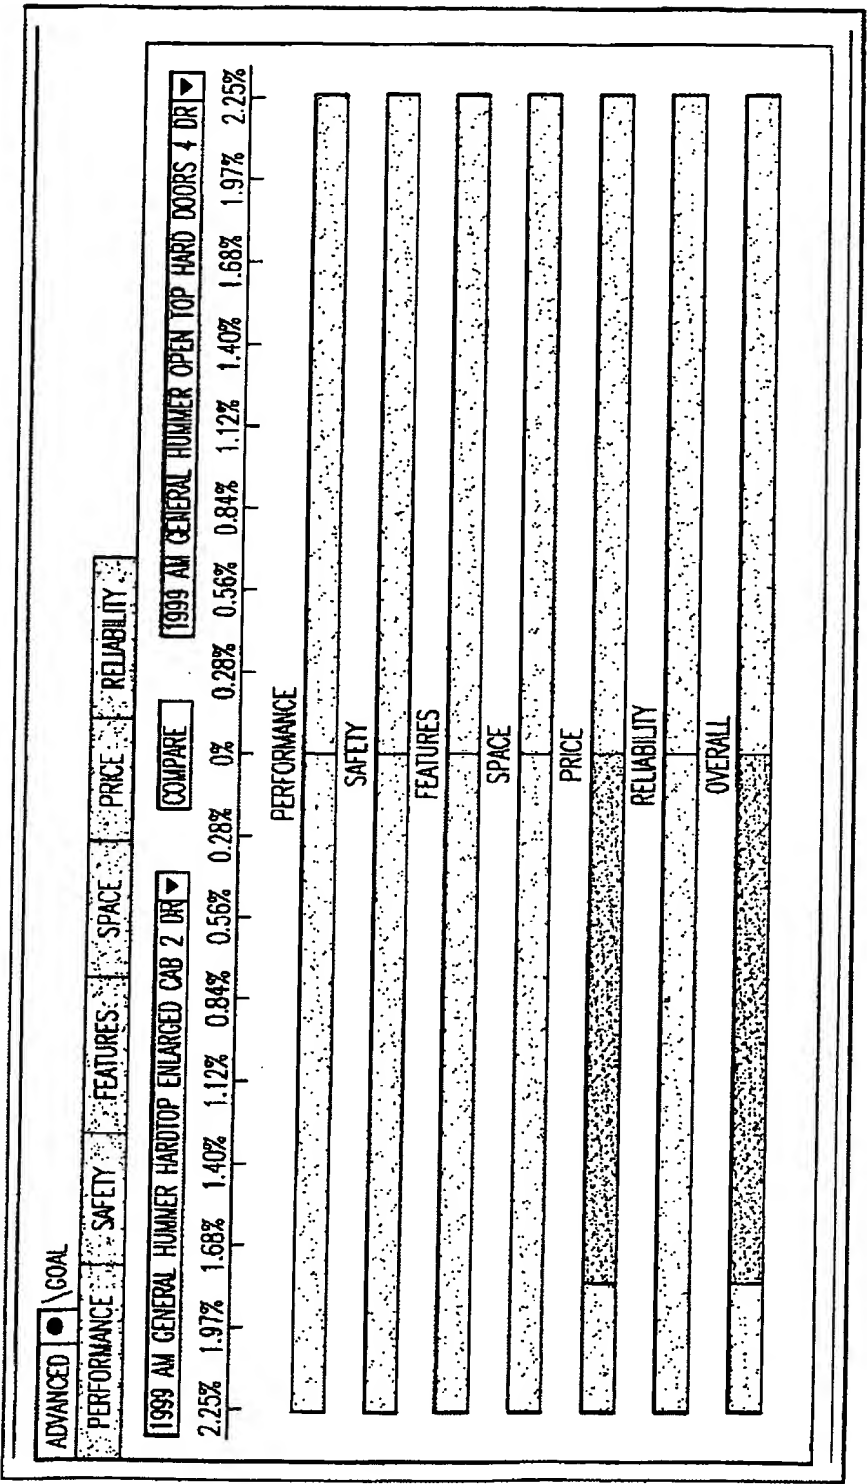 ADVANCED ● \GOAL
PERFORMANCE SAFETY FEATURES SPACE PRICE RELIABILITY
1999 AM GENERAL HUMMER HARDTOP ENLARGED CAB 2 DR ▼ COMPARE 1999 AM GENERAL HUMMER OPEN TOP HARD DOORS 4 DR ▼
2.25% 1.97% 1.68% 1.40% 1.12% 0.84% 0.56% 0.28% 0% 0.28% 0.56% 0.84% 1.12% 1.40% 1.68% 1.97% 2.25%
PERFORMANCE
SAFETY
FEATURES
SPACE
PRICE
RELIABILITY
OVERALL